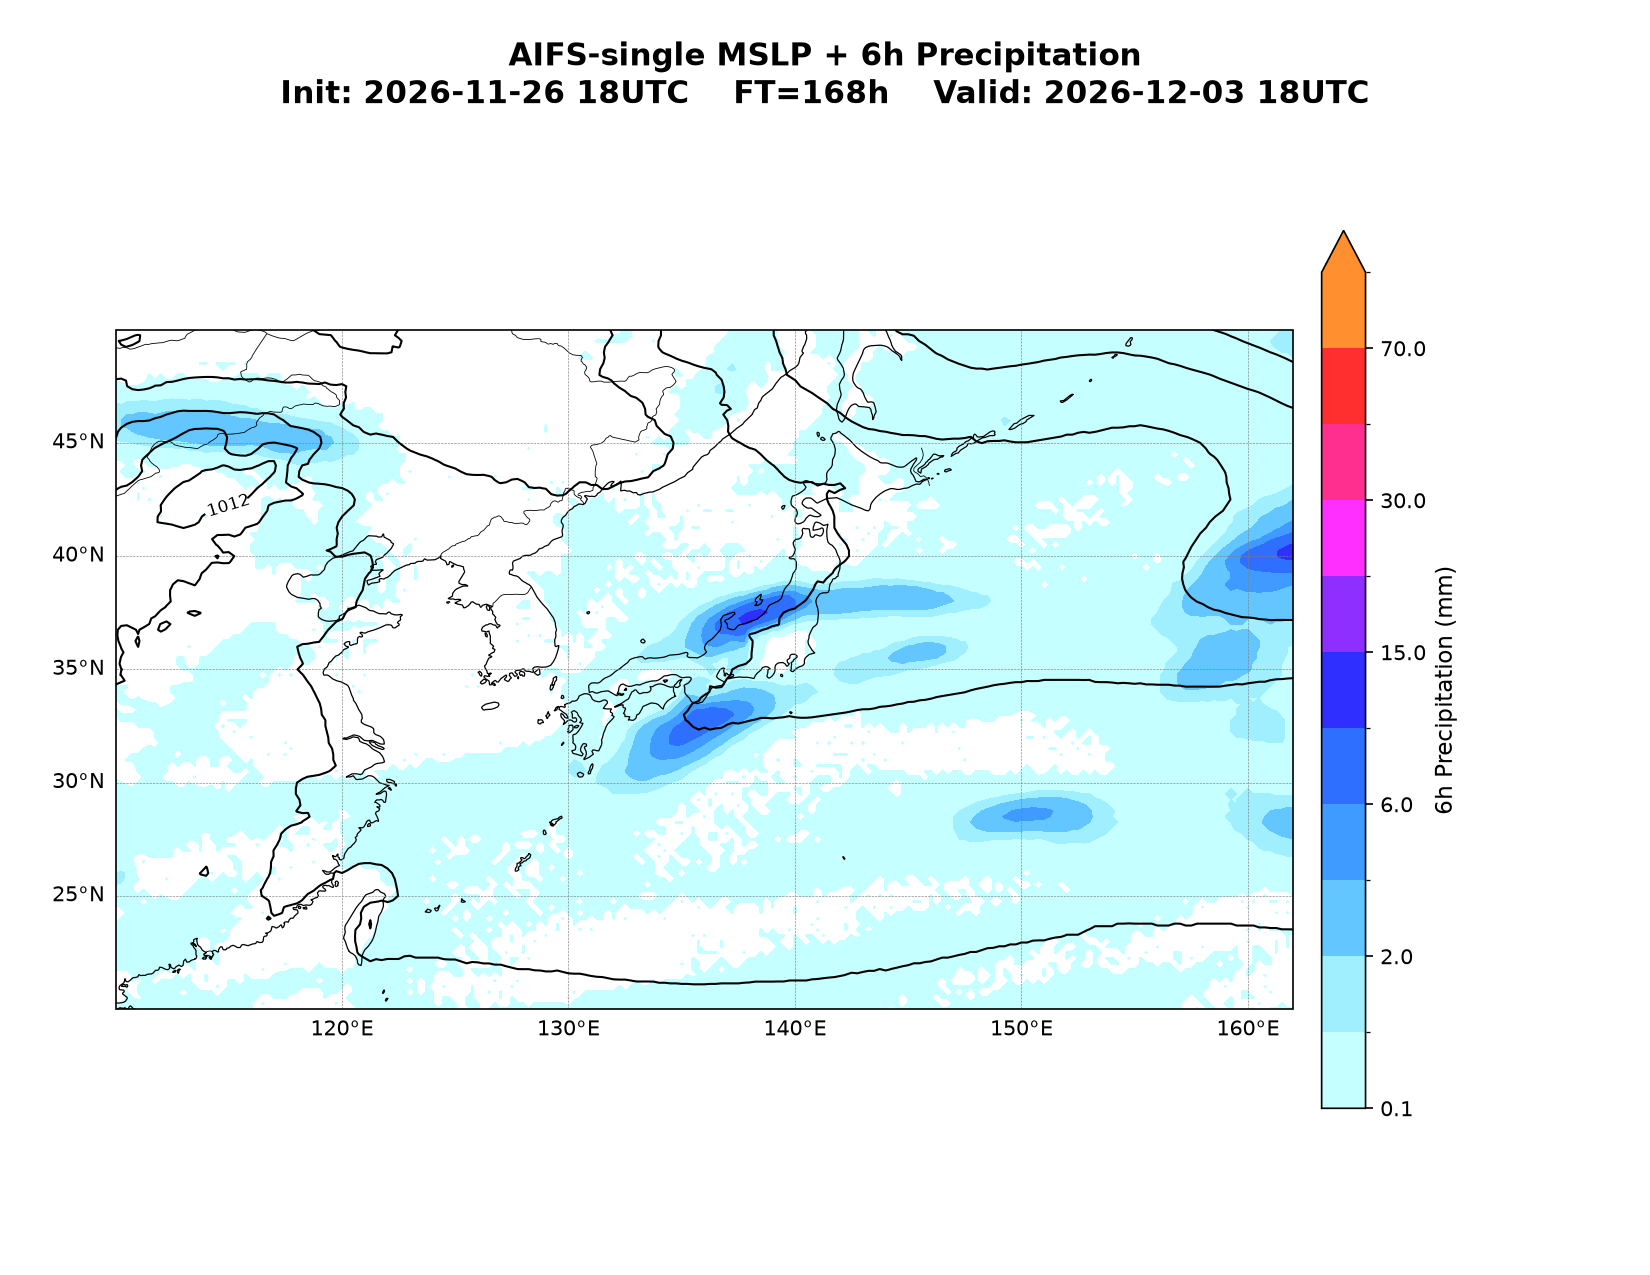 AIFS-single MSLP + 6h Precipitation
Init: 2026-11-26 18UTC    FT=168h    Valid: 2026-12-03 18UTC
70.0
45°N
1012
30.0
40°N
15.0
35°N
6h Precipitation (mm)
6.0
30°N
25°N
2.0
120°E
130°E
140°E
150°E
160°E
0.1